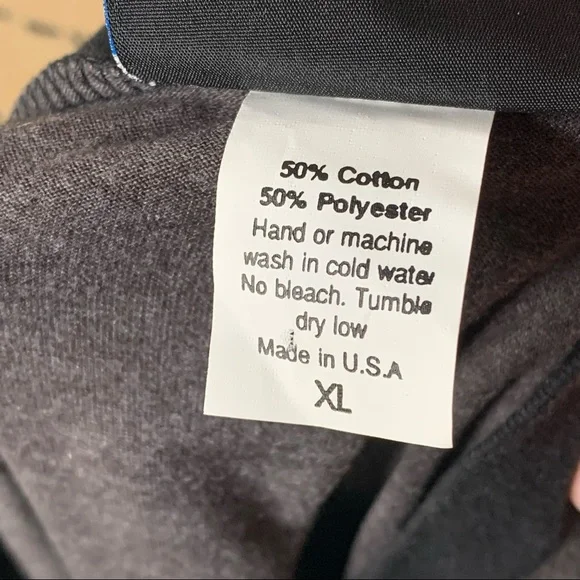 50% Cotton
50% Polyester
Hand or machine
wash in cold water
No bleach. Tumble
dry low
Made in U.S.A
XL